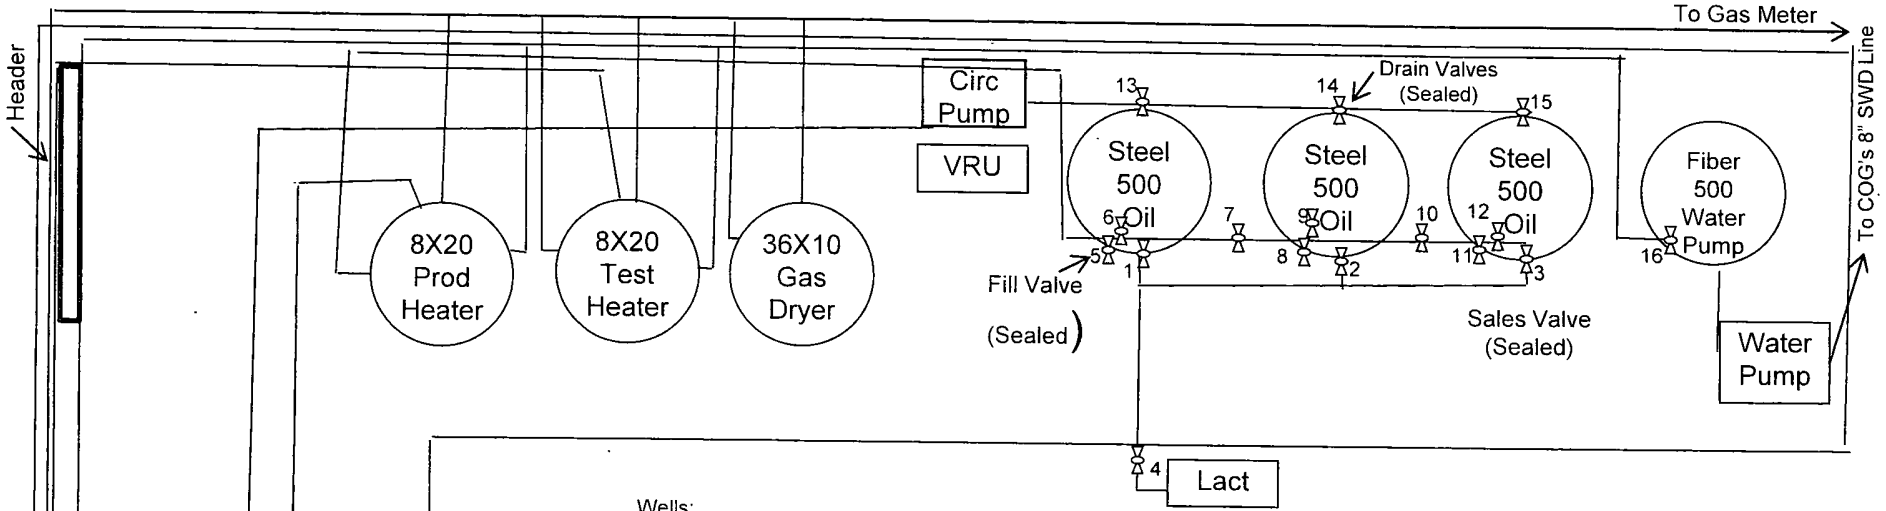 To Gas Meter
Header
To COG's 8" SWD Line
Circ
Pump
VRU
13
14
Drain Valves
(Sealed)
15
Steel
500
Oil
Steel
500
Oil
Steel
500
Oil
Fiber
500
Water
Pump
6
7
9
10
12
5
1
8
2
11
3
16
8X20
Prod
Heater
8X20
Test
Heater
36X10
Gas
Dryer
Fill Valve
(Sealed)
Sales Valve
(Sealed)
Water
Pump
4
Lact
Wells: